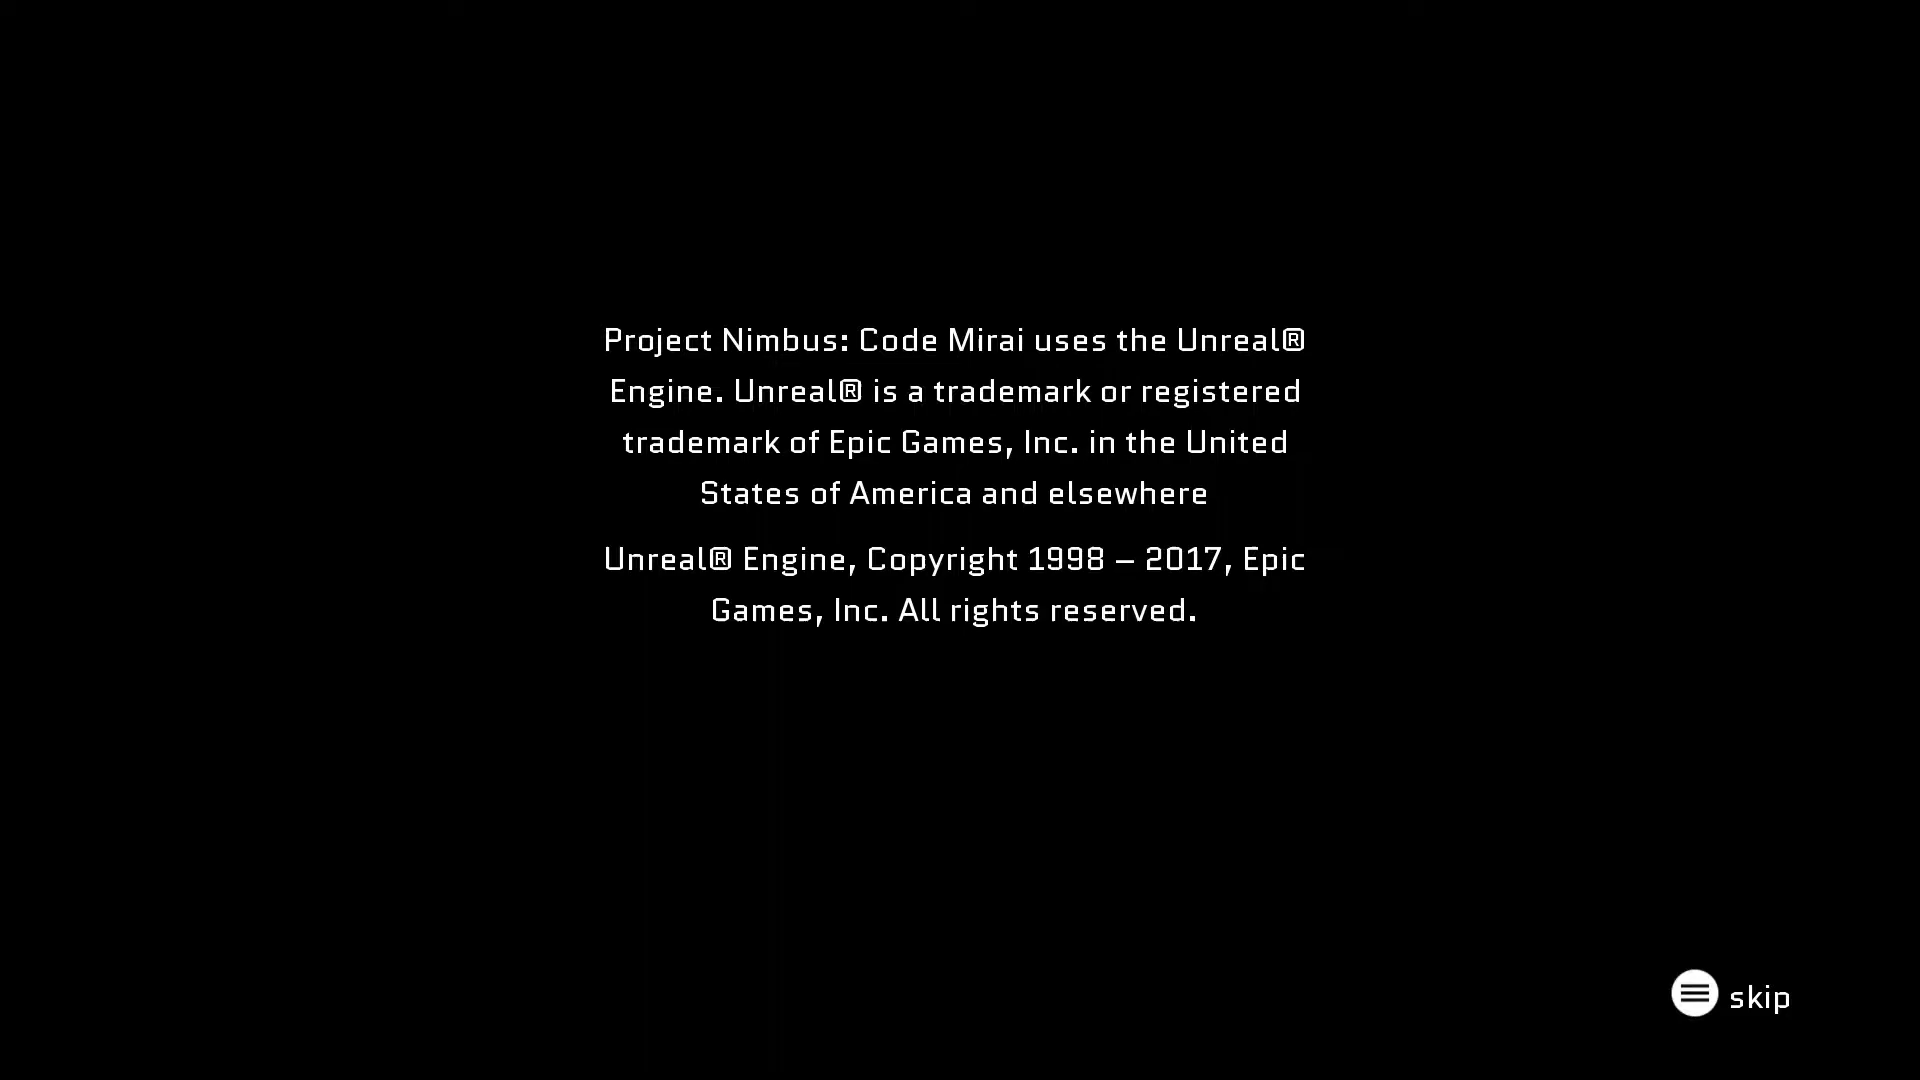 Project Nimbus: Code Mirai uses the Unreal®
Engine. Unreal® is a trademark or registered
trademark of Epic Games, Inc. in the United
States of America and elsewhere
Unreal® Engine, Copyright 1998 – 2017, Epic
Games, Inc. All rights reserved.
skip